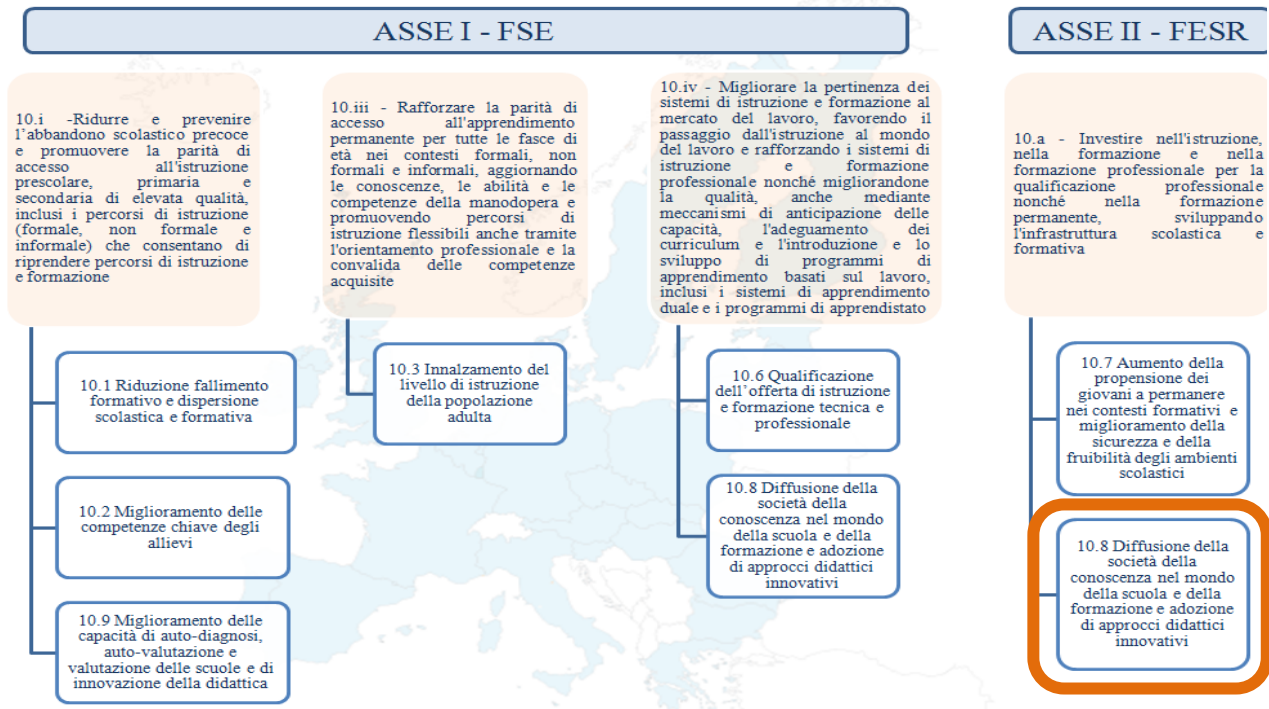 ASSE I - FSE
10.i -Ridurre e prevenire
l'abbandono scolastico precoce
e promuovere la parità di
accesso all'istruzione
prescolare, primaria e
secondaria di elevata qualità,
inclusi i percorsi di istruzione
(formale, non formale e
informale) che consentano di
riprendere percorsi di istruzione
e formazione
10.1 Riduzione fallimento
formativo e dispersione
scolastica e formativa
10.2 Miglioramento delle
competenze chiave degli
allievi
10.9 Miglioramento delle
capacità di auto-diagnosi,
auto-valutazione e
valutazione delle scuole e di
innovazione della didattica
10.iii - Rafforzare la parità di
accesso all'apprendimento
permanente per tutte le fasce di
età nei contesti formali, non
formali e informali, aggiornando
le conoscenze, le abilità e le
competenze della manodopera e
promuovendo percorsi di
istruzione flessibili anche tramite
l'orientamento professionale e la
convalida delle competenze
acquisite
10.3 Innalzamento del
livello di istruzione
della popolazione
adulta
10.iv - Migliorare la pertinenza dei
sistemi di istruzione e formazione al
mercato del lavoro, favorendo il
passaggio dall'istruzione al mondo
del lavoro e rafforzando i sistemi di
istruzione e formazione
professionale nonché migliorandone
la qualità, anche mediante
meccanismi di anticipazione delle
capacità, l'adeguamento dei
curriculum e l'introduzione e lo
sviluppo di programmi di
apprendimento basati sul lavoro,
inclusi i sistemi di apprendimento
duale e i programmi di apprendistato
10.6 Qualificazione
dell'offerta di istruzione
e formazione tecnica e
professionale
10.8 Diffusione della
società della
conoscenza nel mondo
della scuola e della
formazione e adozione
di approcci didattici
innovativi
ASSE II - FESR
10.a - Investire nell'istruzione,
nella formazione e nella
formazione professionale per la
qualificazione professionale
nonché nella formazione
permanente, sviluppando
l'infrastruttura scolastica e
formativa
10.7 Aumento della
propensione dei
giovani a permanere
nei contesti formativi e
miglioramento della
sicurezza e della
fruibilità degli ambienti
scolastici
10.8 Diffusione della
società della
conoscenza nel mondo
della scuola e della
formazione e adozione
di approcci didattici
innovativi